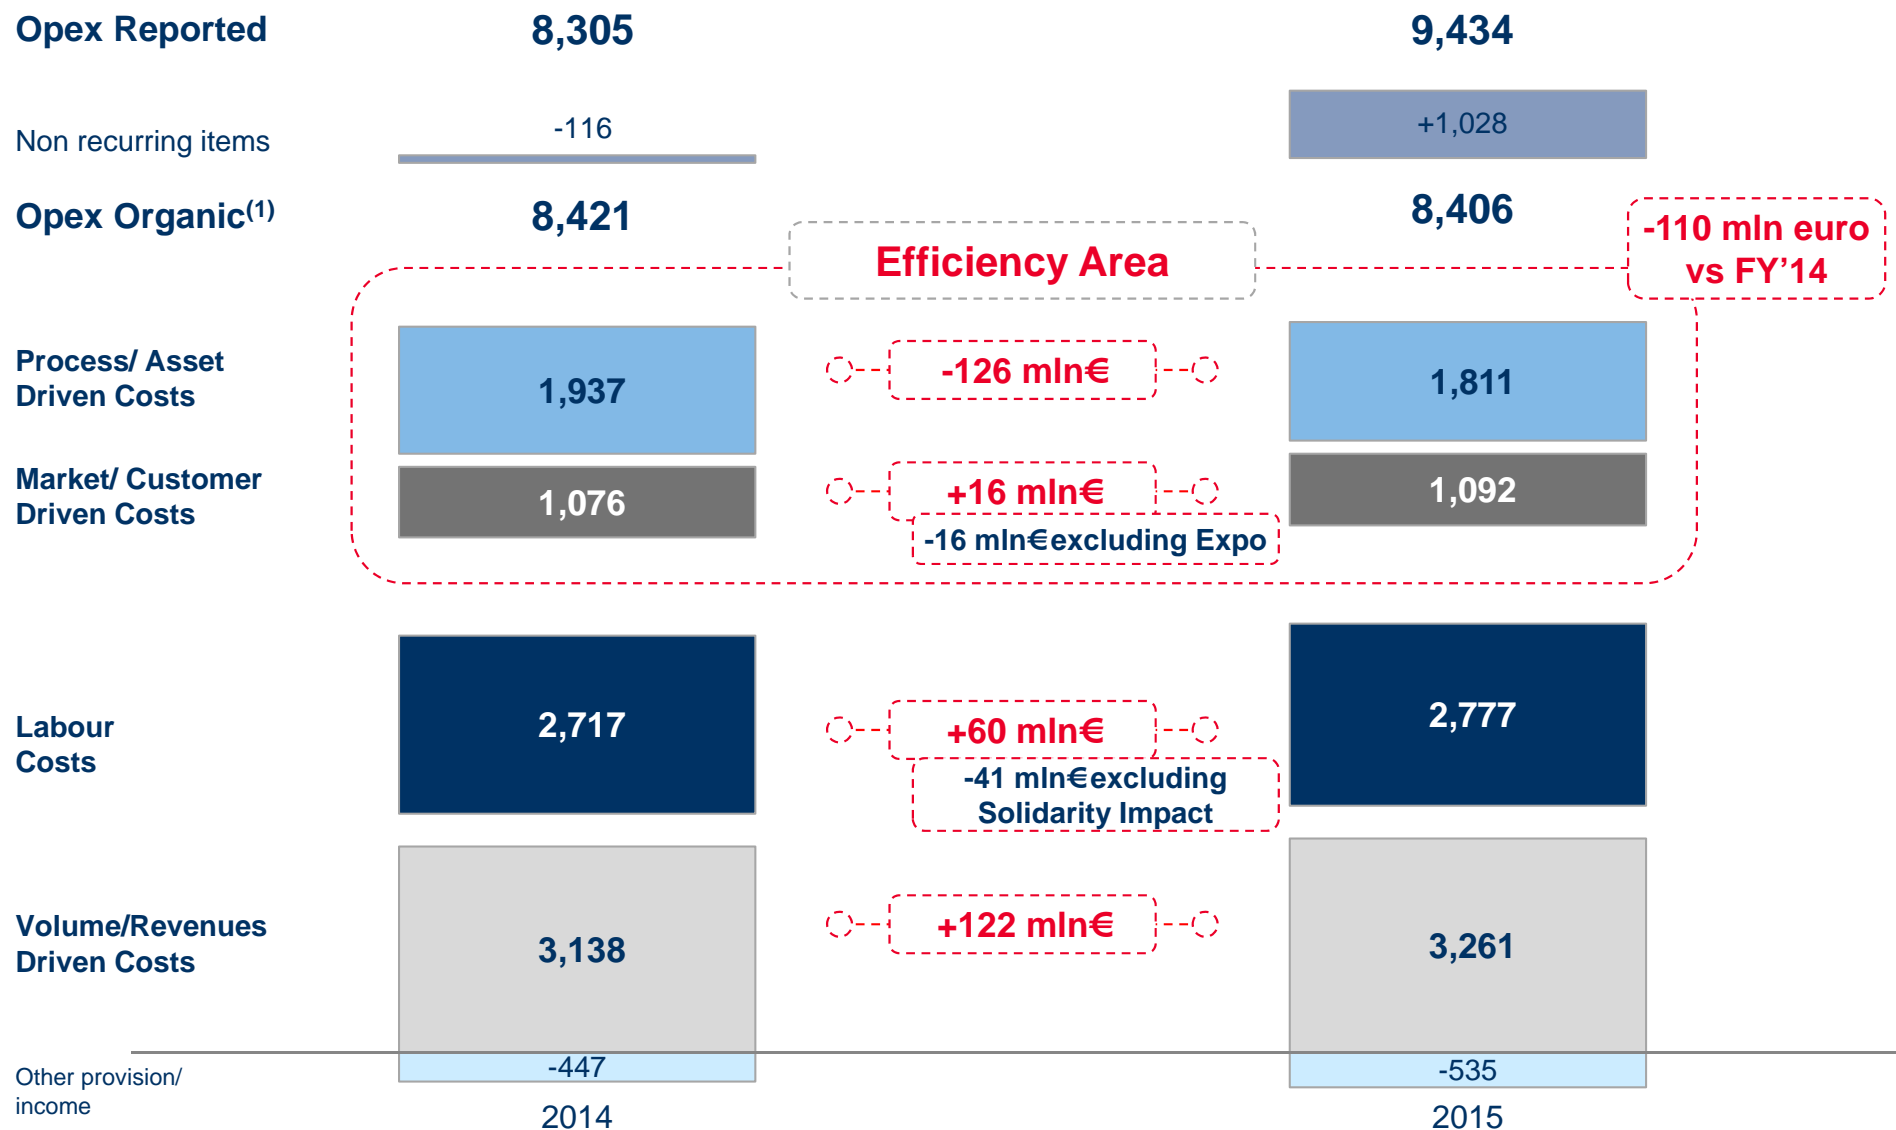 Opex Reported 8,305 9,434
Non recurring items -116 +1,028
Opex Organic(1) 8,421 8,406
-110 mln euro
vs FY’14
Efficiency Area
Process/ Asset
Driven Costs
1,937 -126 mln€ 1,811
Market/ Customer
Driven Costs
1,076 +16 mln€ 1,092
-16 mln€excluding Expo
Labour
Costs
2,717 +60 mln€ 2,777
-41 mln€excluding
Solidarity Impact
Volume/Revenues
Driven Costs
3,138 +122 mln€ 3,261
Other provision/
income
-447 -535
2014 2015